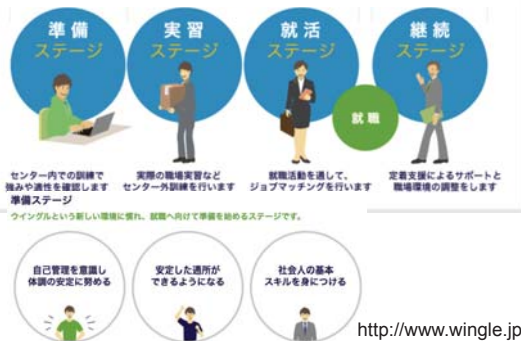 準備
ステージ
実習
ステージ
就活
ステージ
継続
ステージ
就職
センター内での訓練で
強みや適性を確認します
実際の職場実習など
センター外訓練を行います
就職活動を通して、
ジョブマッチングを行います
定着支援によるサポートと
職場環境の調整をします
準備ステージ
ウイングルという新しい環境に慣れ、就職へ向けて準備を始めるステージです。
自己管理を意識し
体調の安定に努める
安定した通所が
できるようになる
社会人の基本
スキルを身につける
http://www.wingle.jp